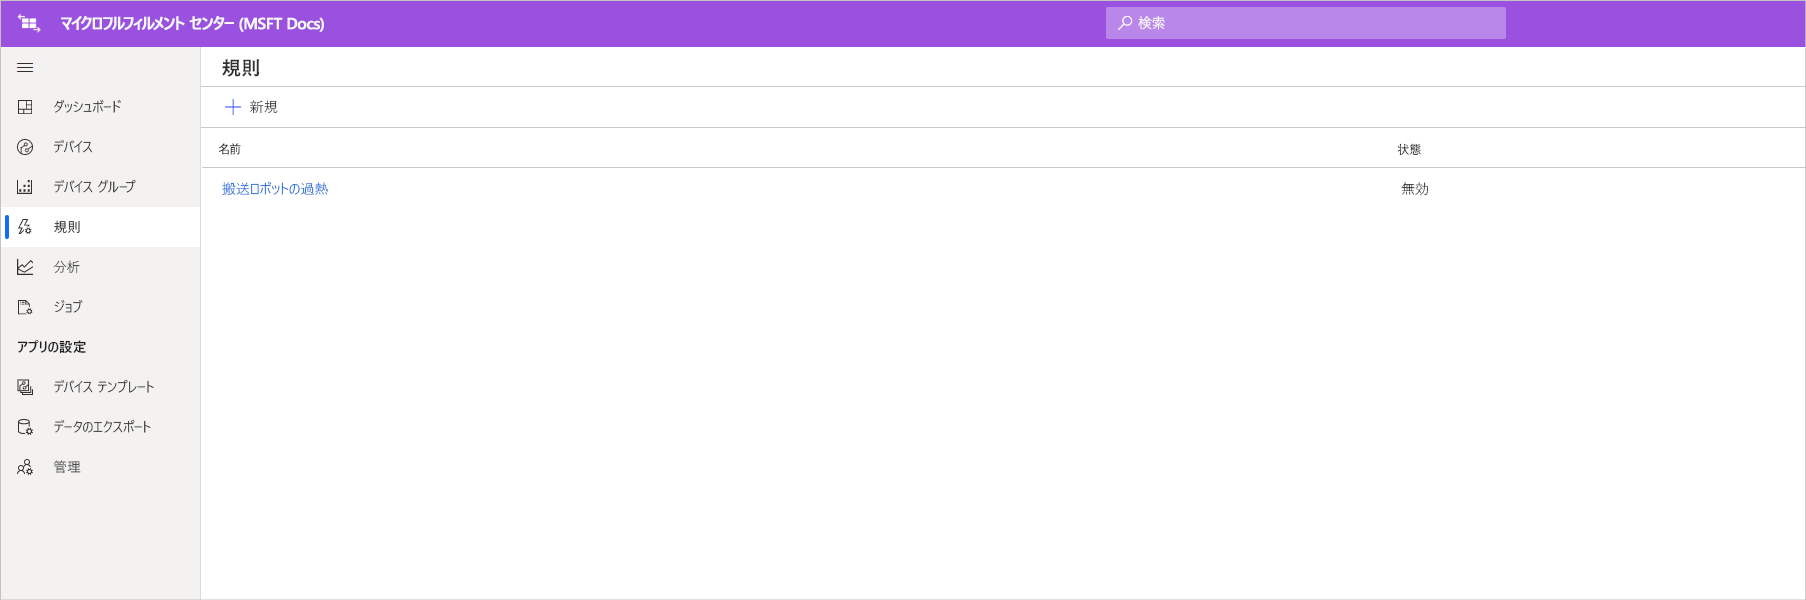 マイクロフルフィルメント センター (MSFT Docs)
検索
規則
新規
ダッシュボード
デバイス
デバイス グループ
規則
分析
ジョブ
アプリの設定
デバイス テンプレート
データのエクスポート
管理
名前 状態
搬送ロボットの過熱 無効